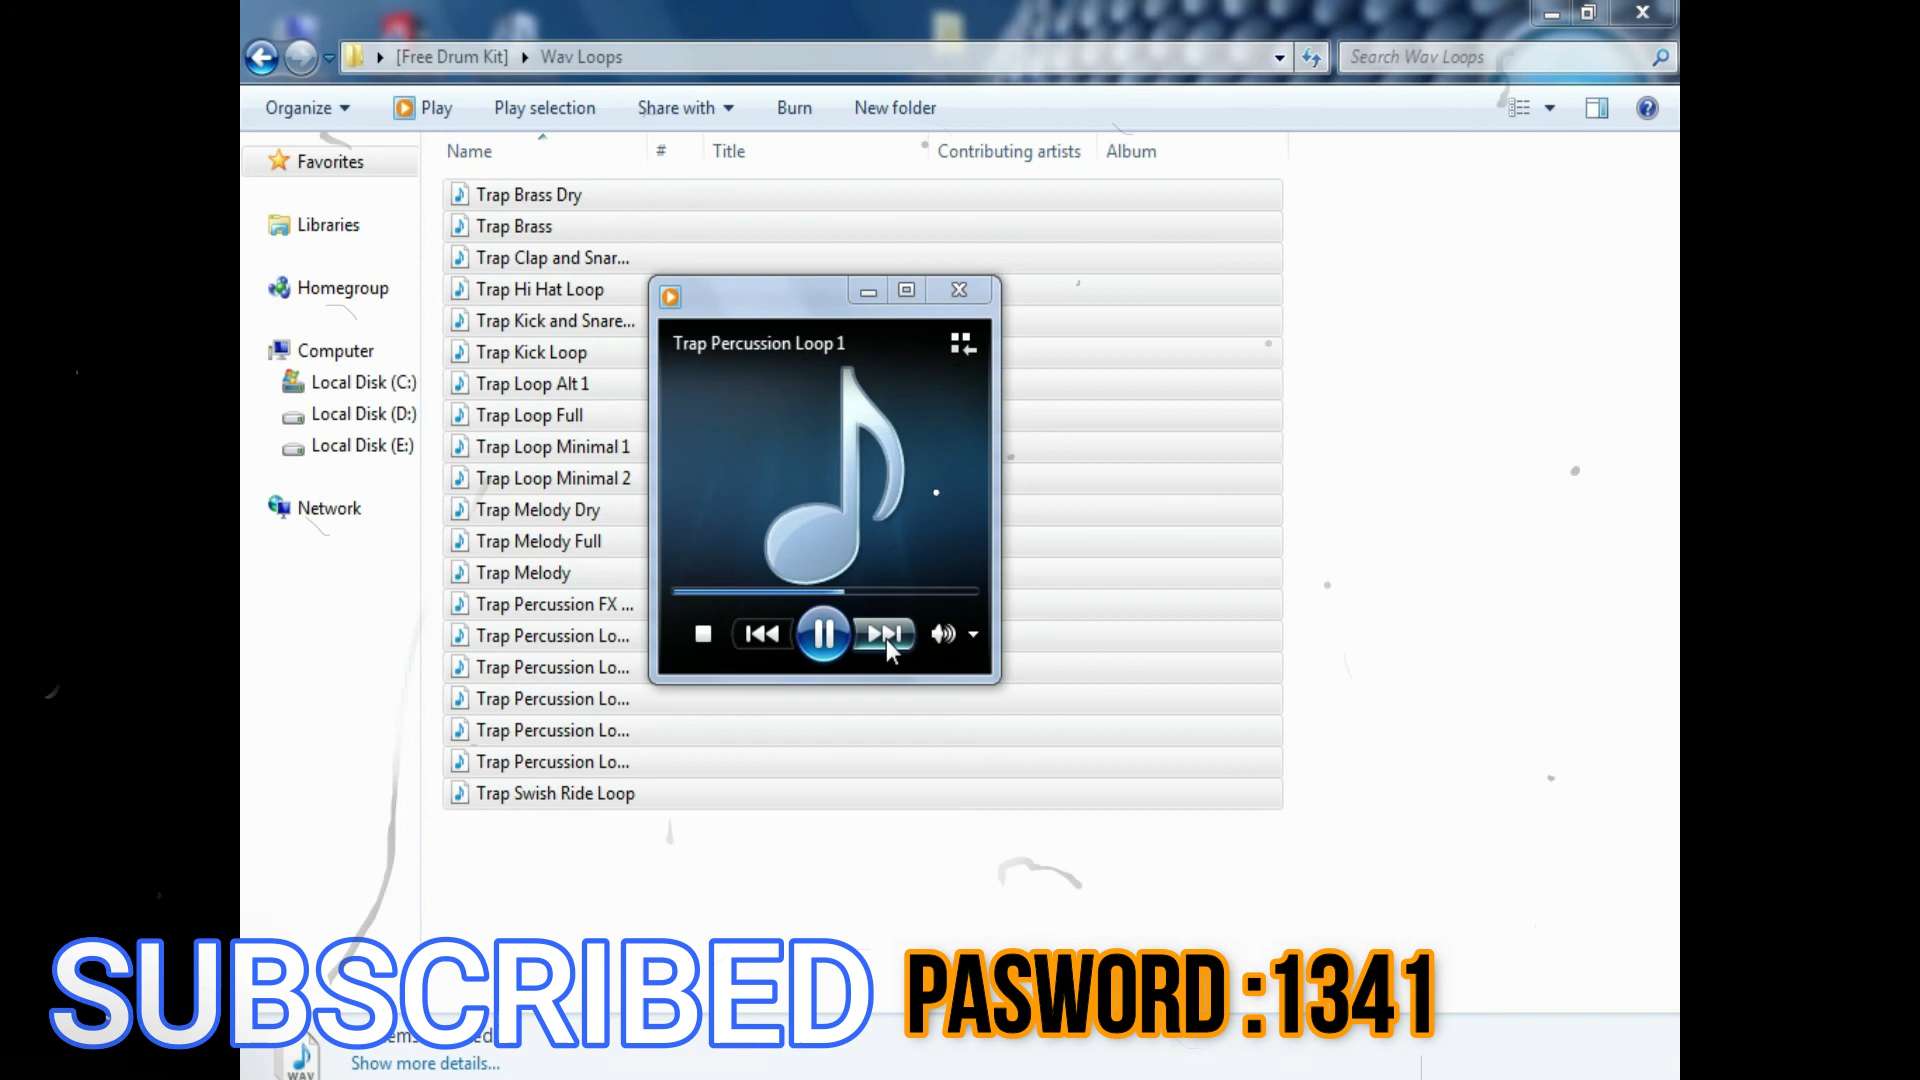 [Free Drum Kit] Wav Loops Search Wav Loops
Organize Play Play selection Share with Burn New folder
Name # Title Contributing artists Album
Favorites
Libraries
Homegroup
Computer
Local Disk (C:)
Local Disk (D:)
Local Disk (E:)
Network
Trap Brass Dry
Trap Brass
Trap Clap and Snar...
Trap Hi Hat Loop
Trap Kick and Snare...
Trap Kick Loop
Trap Loop Alt 1
Trap Loop Full
Trap Loop Minimal 1
Trap Loop Minimal 2
Trap Melody Dry
Trap Melody Full
Trap Melody
Trap Percussion FX ...
Trap Percussion Lo...
Trap Percussion Lo...
Trap Percussion Lo...
Trap Percussion Lo...
Trap Percussion Lo...
Trap Swish Ride Loop
Trap Percussion Loop 1
SUBSCRIBED PASWORD :1341
Show more details...
WAV